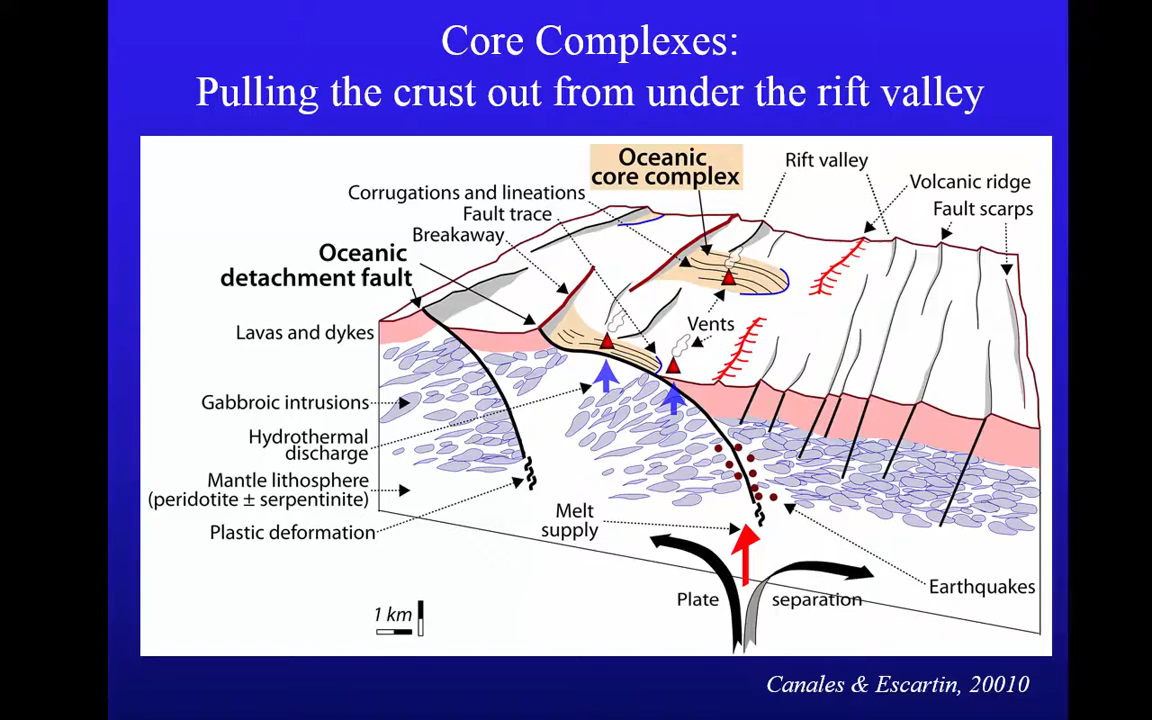 Core Complexes:
Pulling the crust out from under the rift valley
Oceanic
core complex
Rift valley
Volcanic ridge
Fault scarps
Corrugations and lineations
Fault trace
Breakaway
Oceanic
detachment fault
Vents
Lavas and dykes
Gabbroic intrusions
Hydrothermal
discharge
Mantle lithosphere
(peridotite ± serpentinite)
Plastic deformation
Melt
supply
Earthquakes
Plate separation
1 km
Canales & Escartin, 20010